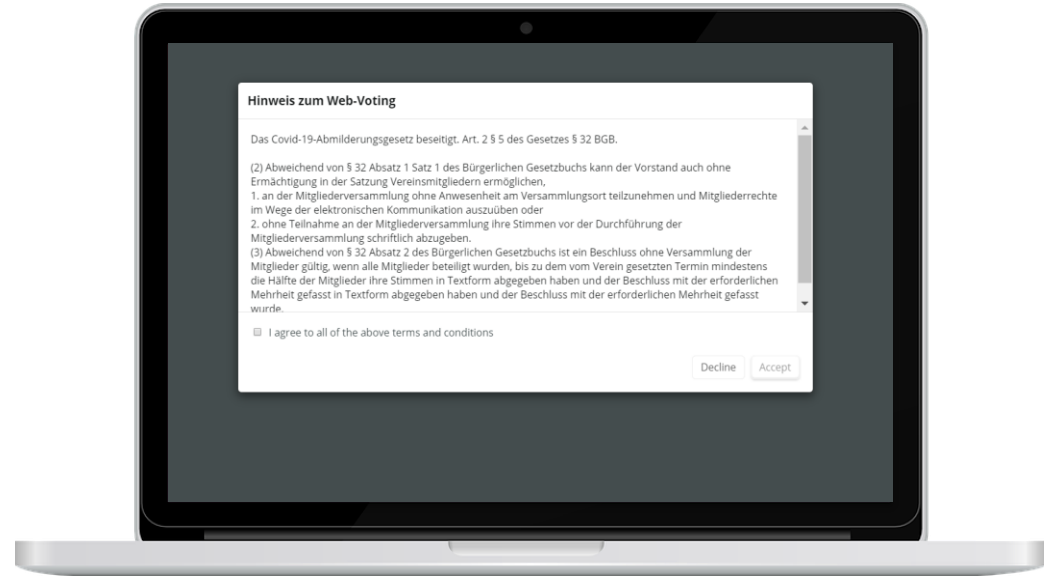 Hinweis zum Web-Voting
Das Covid-19-Abmilderungsgesetz beseitigt. Art. 2 § 5 des Gesetzes § 32 BGB.
(2) Abweichend von § 32 Absatz 1 Satz 1 des Bürgerlichen Gesetzbuchs kann der Vorstand auch ohne
Ermächtigung in der Satzung Vereinsmitgliedern ermöglichen,
1. an der Mitgliederversammlung ohne Anwesenheit am Versammlungsort teilzunehmen und Mitgliederrechte
im Wege der elektronischen Kommunikation auszuüben oder
2. ohne Teilnahme an der Mitgliederversammlung ihre Stimmen vor der Durchführung der
Mitgliederversammlung schriftlich abzugeben.
(3) Abweichend von § 32 Absatz 2 des Bürgerlichen Gesetzbuchs ist ein Beschluss ohne Versammlung der
Mitglieder gültig, wenn alle Mitglieder beteiligt wurden, bis zu dem vom Verein gesetzten Termin mindestens
die Hälfte der Mitglieder ihre Stimmen in Textform abgegeben haben und der Beschluss mit der erforderlichen
Mehrheit gefasst in Textform abgegeben haben und der Beschluss mit der erforderlichen Mehrheit gefasst
wurde.
I agree to all of the above terms and conditions
Decline Accept